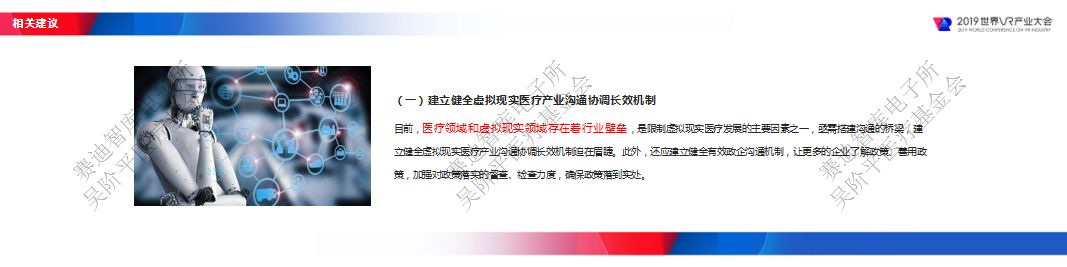 相关建议
2019世界VR产业大会
2019 WORLD CONFERENCE ON VR INDUSTRY
（一）建立健全虚拟现实医疗产业沟通协调长效机制
目前，医疗领域和虚拟现实领域存在着行业壁垒，是限制虚拟现实医疗发展的主要因素之一，亟需搭建沟通的桥梁，建
立健全虚拟现实医疗产业沟通协调长效机制迫在眉睫。此外，还应建立健全有效政企沟通机制，让更多的企业了解政策、善用政
策，加强对政策落实的督查、检查力度，确保政策落到实处。
赛迪智库电子所
吴阶平医疗基金会
赛迪智库电子所
吴阶平医疗基金会
赛迪智库电子所
吴阶平医疗基金会